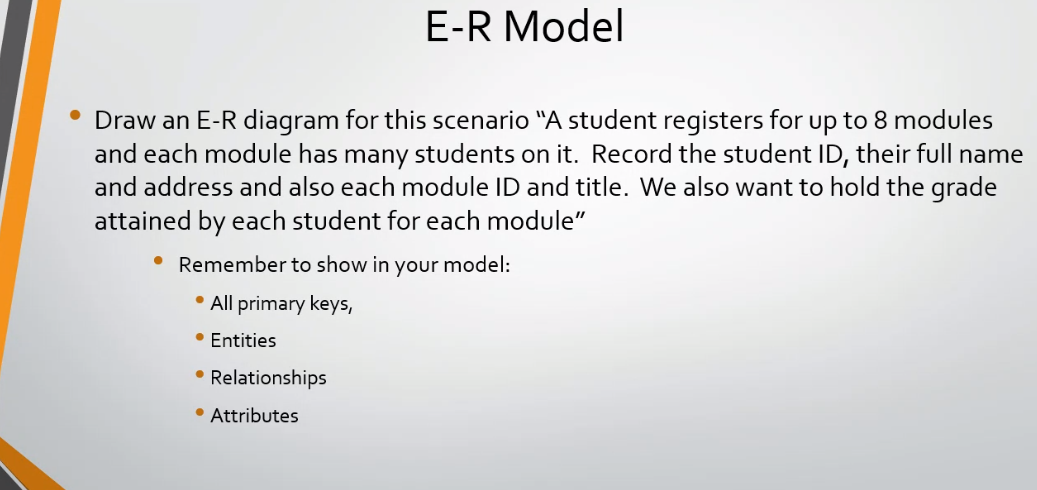 E-R Model
Draw an E-R diagram for this scenario “A student registers for up to 8 modules
and each module has many students on it.  Record the student ID, their full name
and address and also each module ID and title.  We also want to hold the grade
attained by each student for each module”
Remember to show in your model:
All primary keys,
Entities
Relationships
Attributes